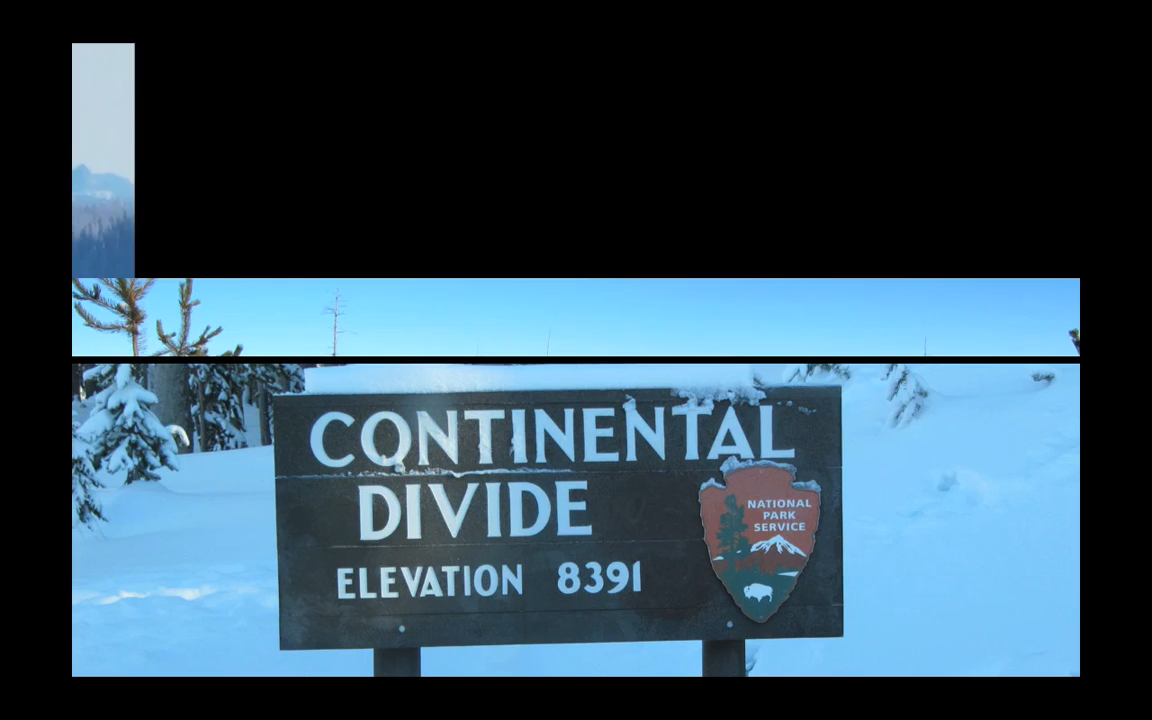 CONTINENTAL
DIVIDE
NATIONAL
PARK
SERVICE
ELEVATION 8391